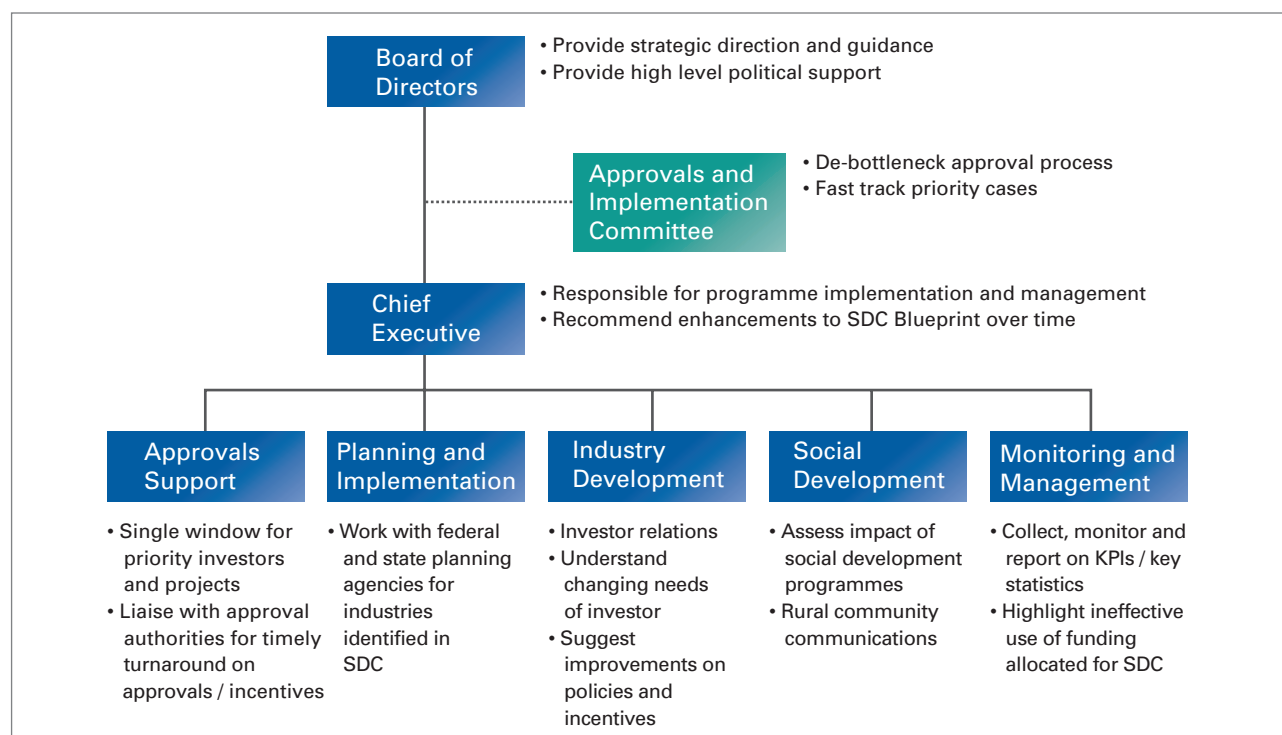 Board of
Directors
• Provide strategic direction and guidance
• Provide high level political support
Approvals and
Implementation
Committee
• De-bottleneck approval process
• Fast track priority cases
Chief
Executive
• Responsible for programme implementation and management
• Recommend enhancements to SDC Blueprint over time
Approvals
Support
• Single window for
priority investors
and projects
• Liaise with approval
authorities for timely
turnaround on
approvals / incentives
Planning and
Implementation
• Work with federal
and state planning
agencies for
industries
identified in
SDC
Industry
Development
• Investor relations
• Understand
changing needs
of investor
• Suggest
improvements on
policies and
incentives
Social
Development
• Assess impact of
social development
programmes
• Rural community
communications
Monitoring and
Management
• Collect, monitor and
report on KPIs / key
statistics
• Highlight ineffective
use of funding
allocated for SDC